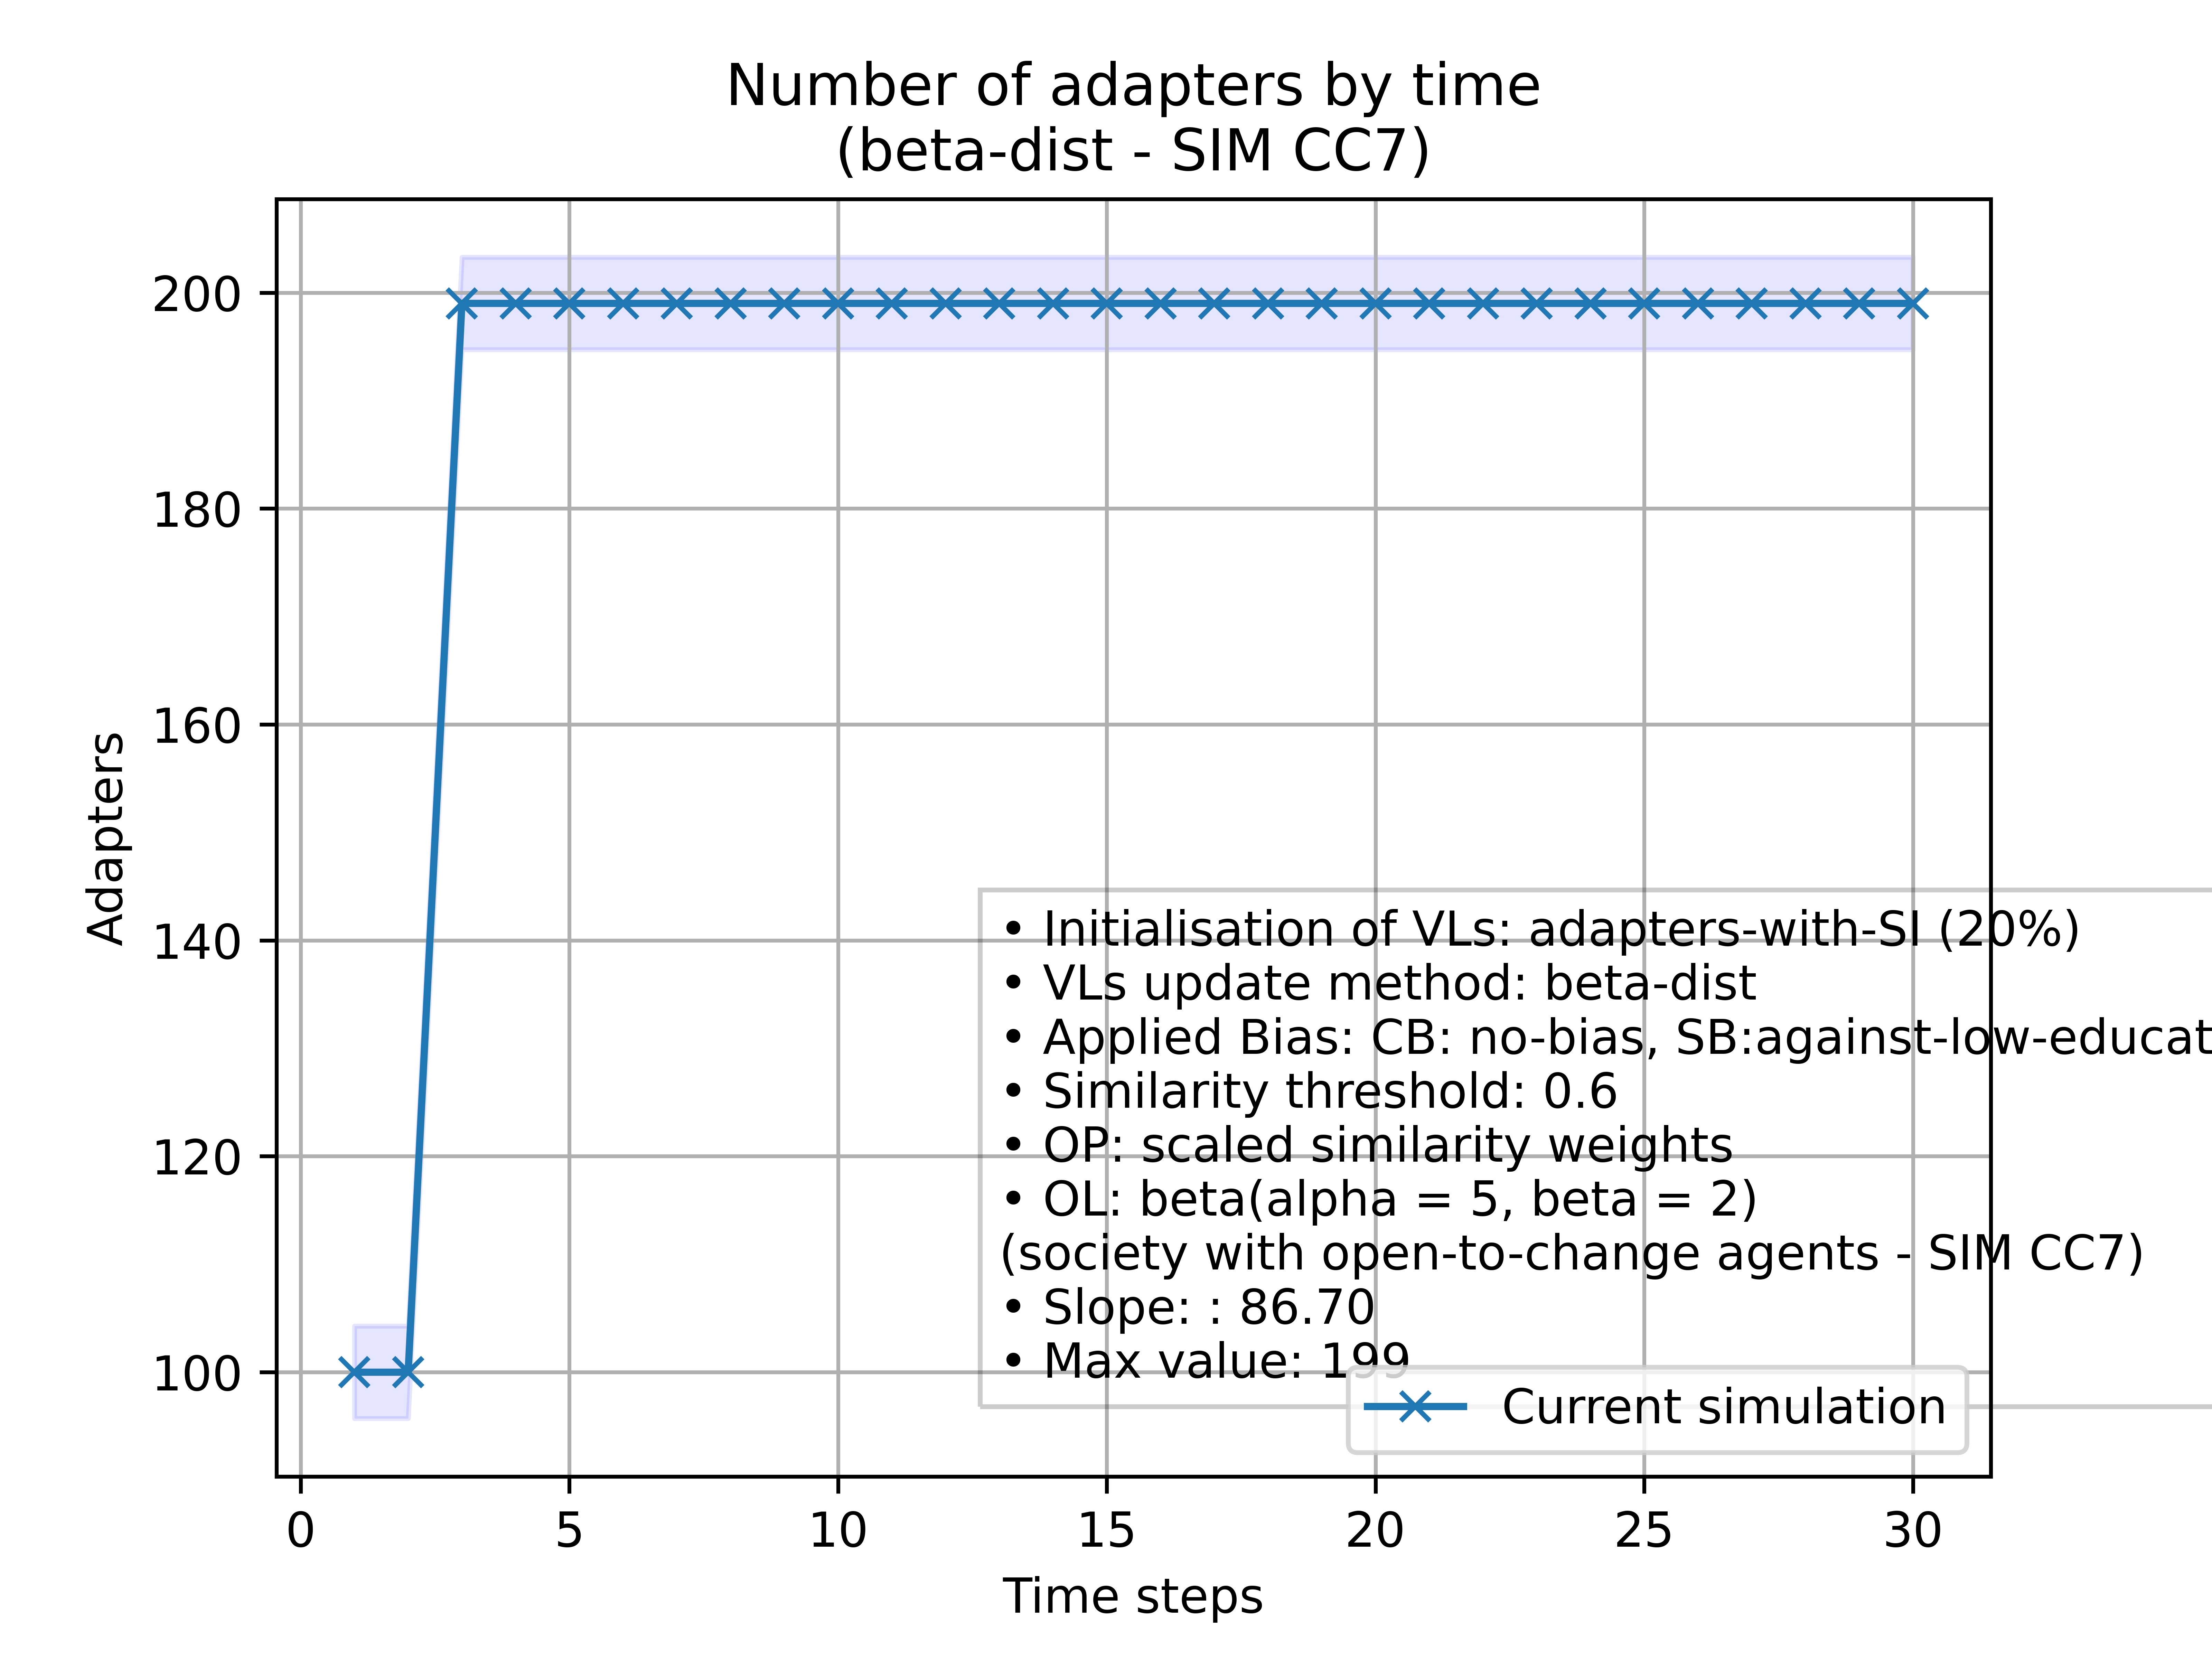 Number of adapters by time
(beta-dist - SIM CC7)
Adapters
200
180
160
140
120
100
• Initialisation of VLs: adapters-with-SI (20%)
• VLs update method: beta-dist
• Applied Bias: CB: no-bias, SB:against-low-educat
• Similarity threshold: 0.6
• OP: scaled similarity weights
• OL: beta(alpha = 5, beta = 2)
(society with open-to-change agents - SIM CC7)
• Slope: : 86.70
• Max value: 199
Current simulation
0 5 10 15 20 25 30
Time steps